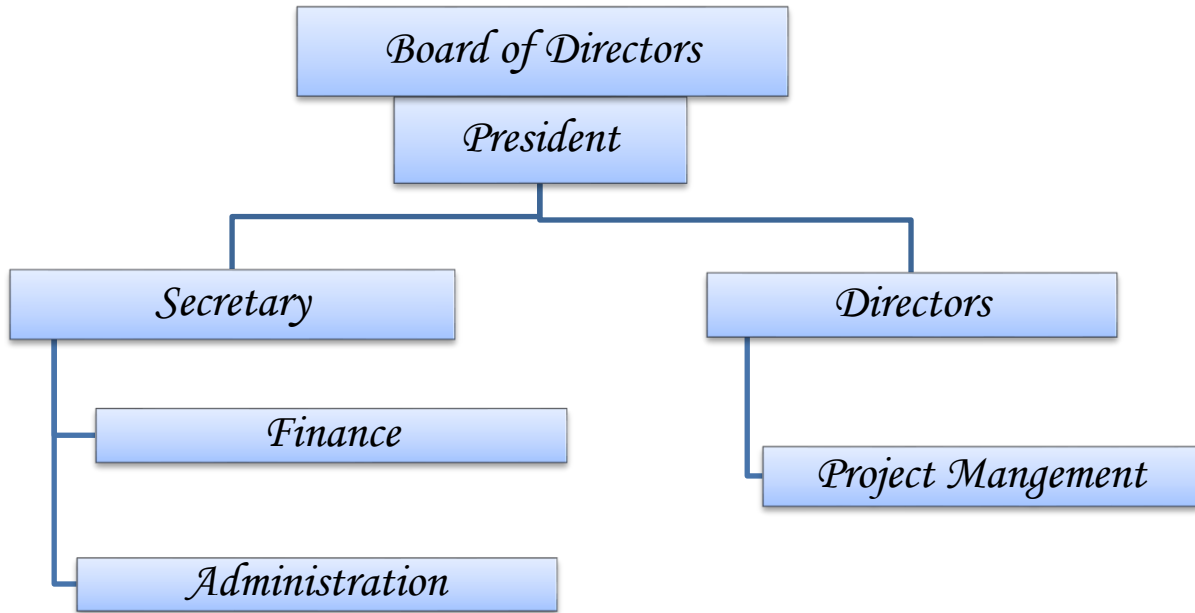 Board of Directors
President
Secretary
Directors
Finance
Project Mangement
Administration